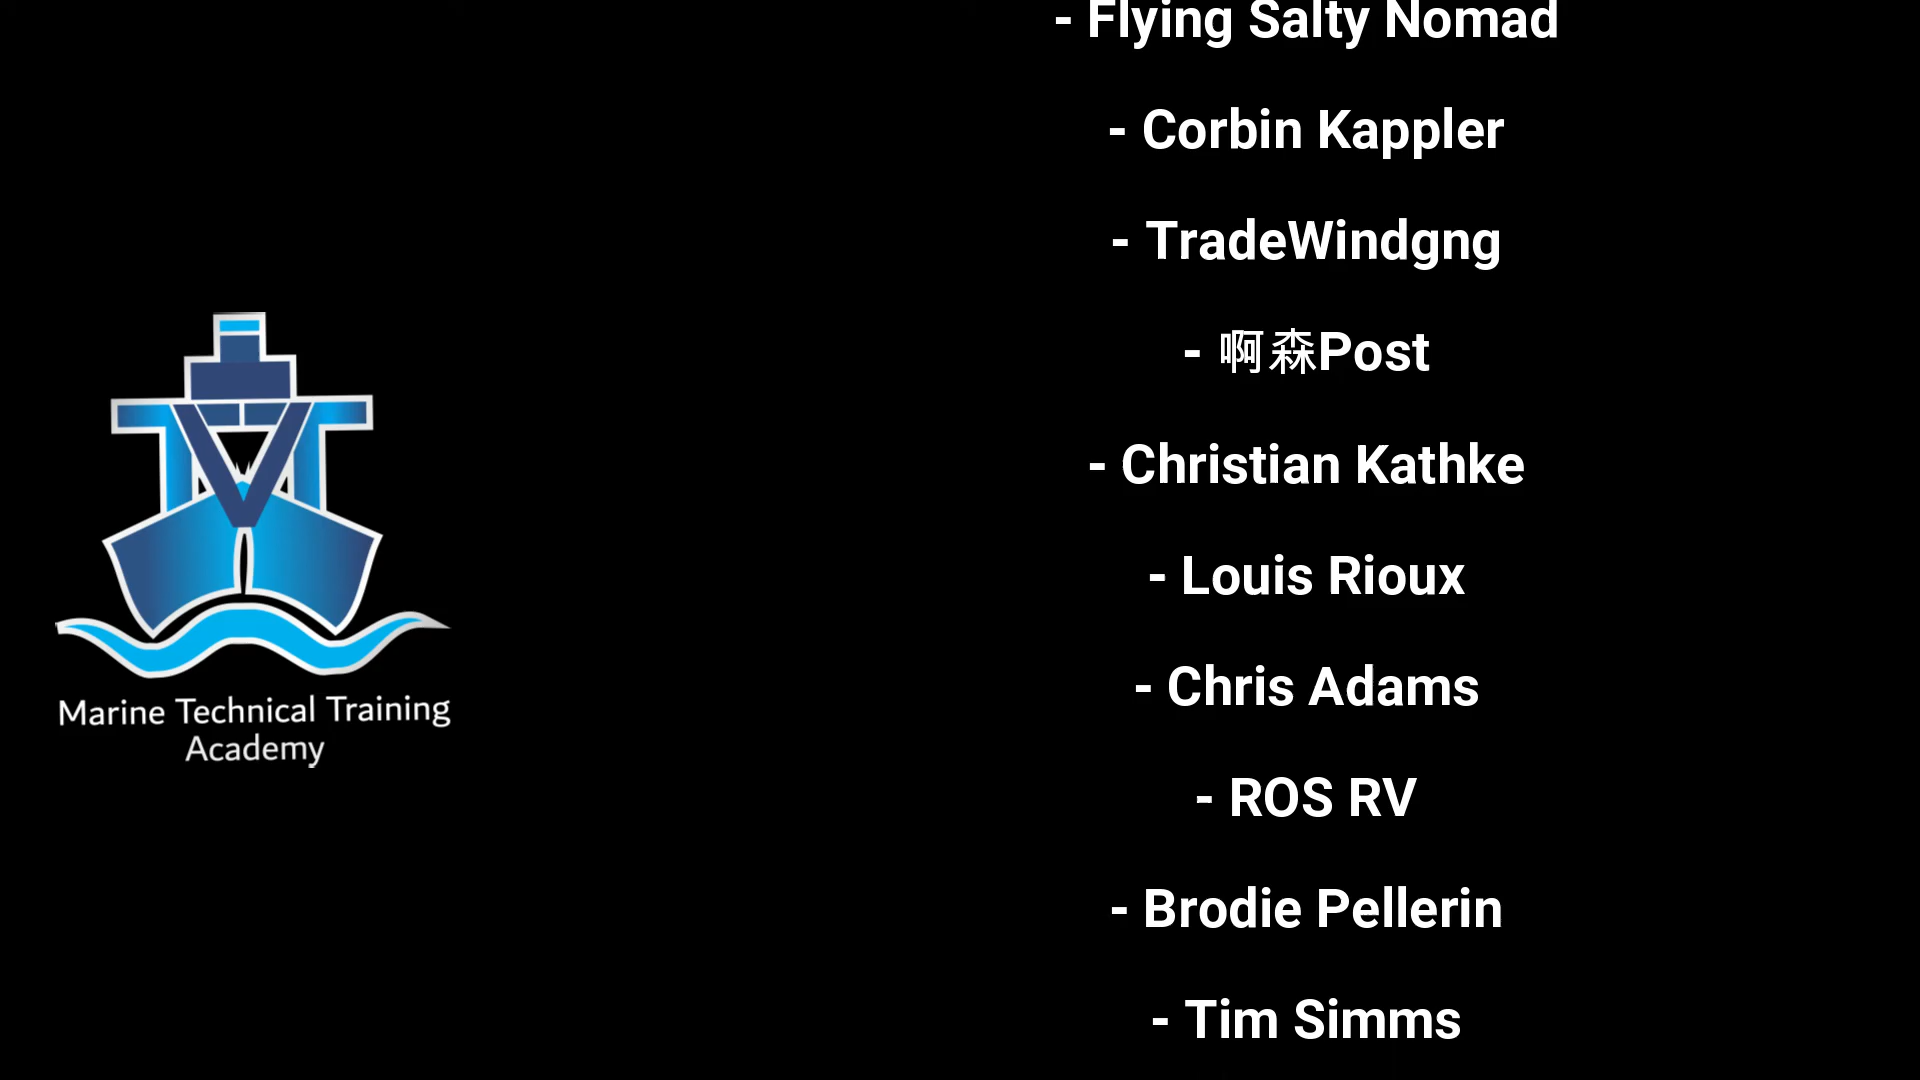 - Flying Salty Nomad
- Corbin Kappler
- TradeWindgng
- 啊森Post
- Christian Kathke
- Louis Rioux
- Chris Adams
- ROS RV
- Brodie Pellerin
- Tim Simms
Marine Technical Training
Academy